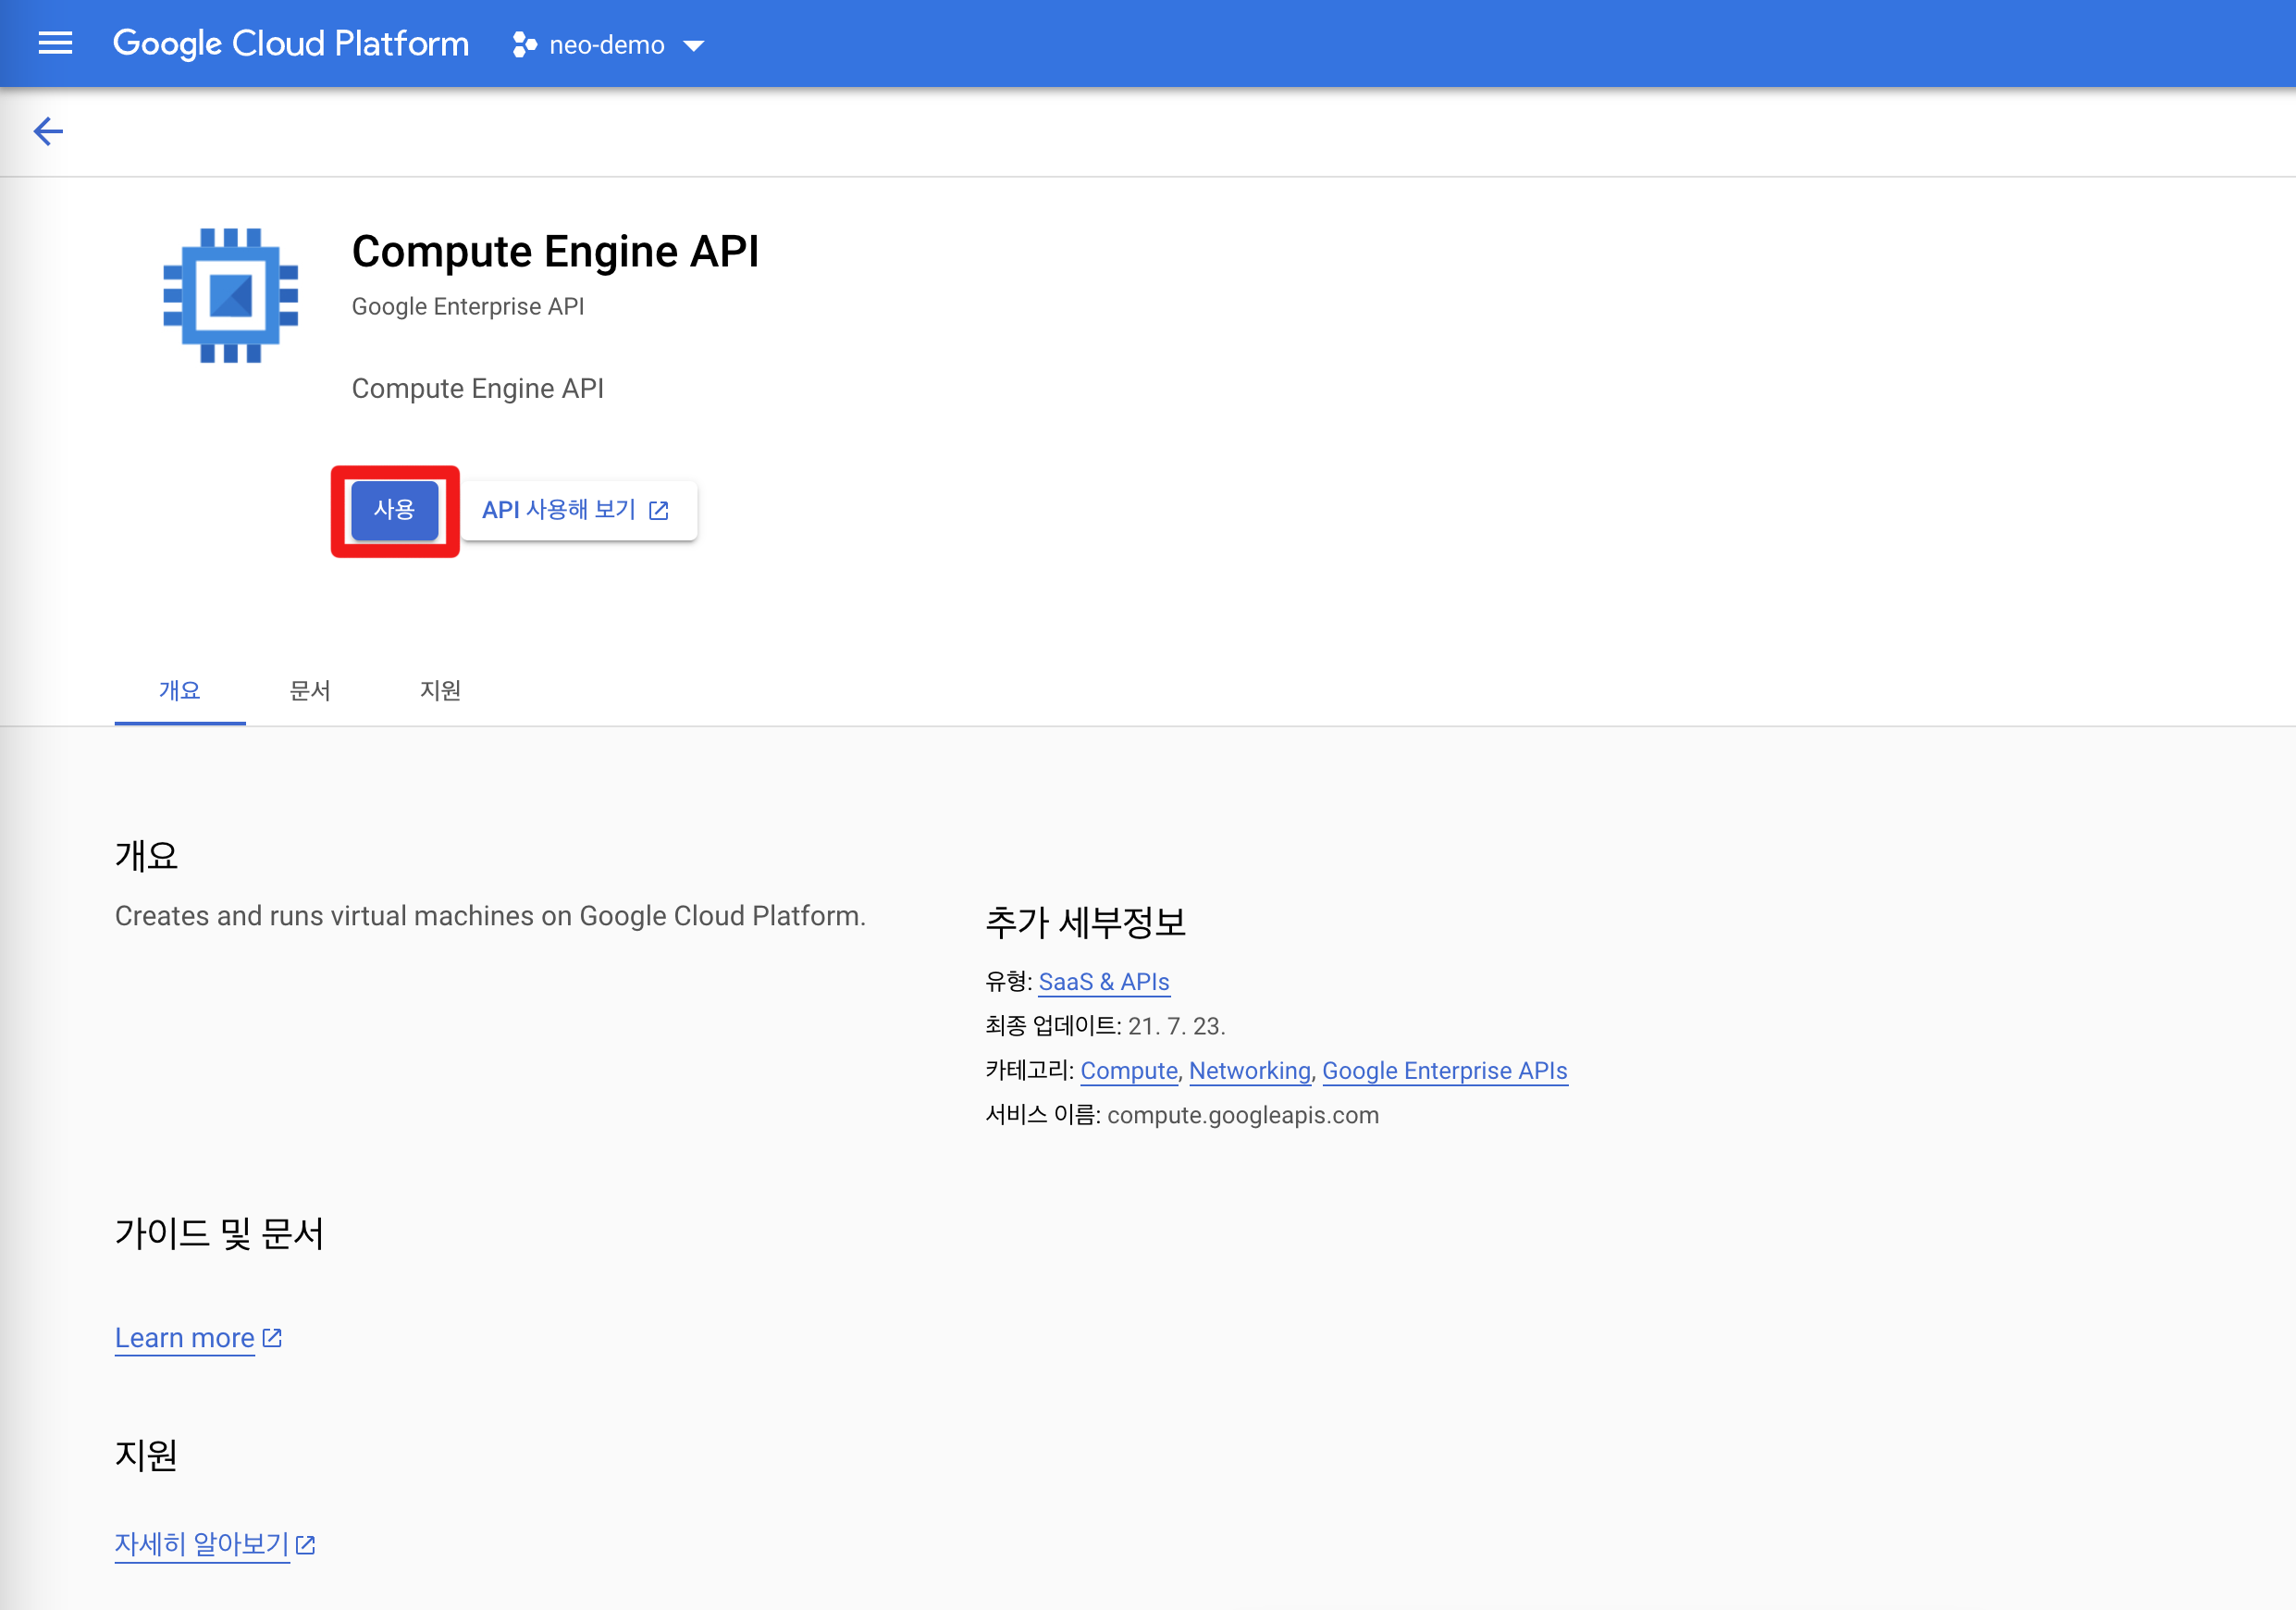 Google Cloud Platform neo-demo
Compute Engine API
Google Enterprise API
Compute Engine API
사용 API 사용해 보기
개요 문서 지원
개요
Creates and runs virtual machines on Google Cloud Platform.
추가 세부정보
유형: SaaS & APIs
최종 업데이트: 21. 7. 23.
카테고리: Compute, Networking, Google Enterprise APIs
서비스 이름: compute.googleapis.com
가이드 및 문서
Learn more
지원
자세히 알아보기